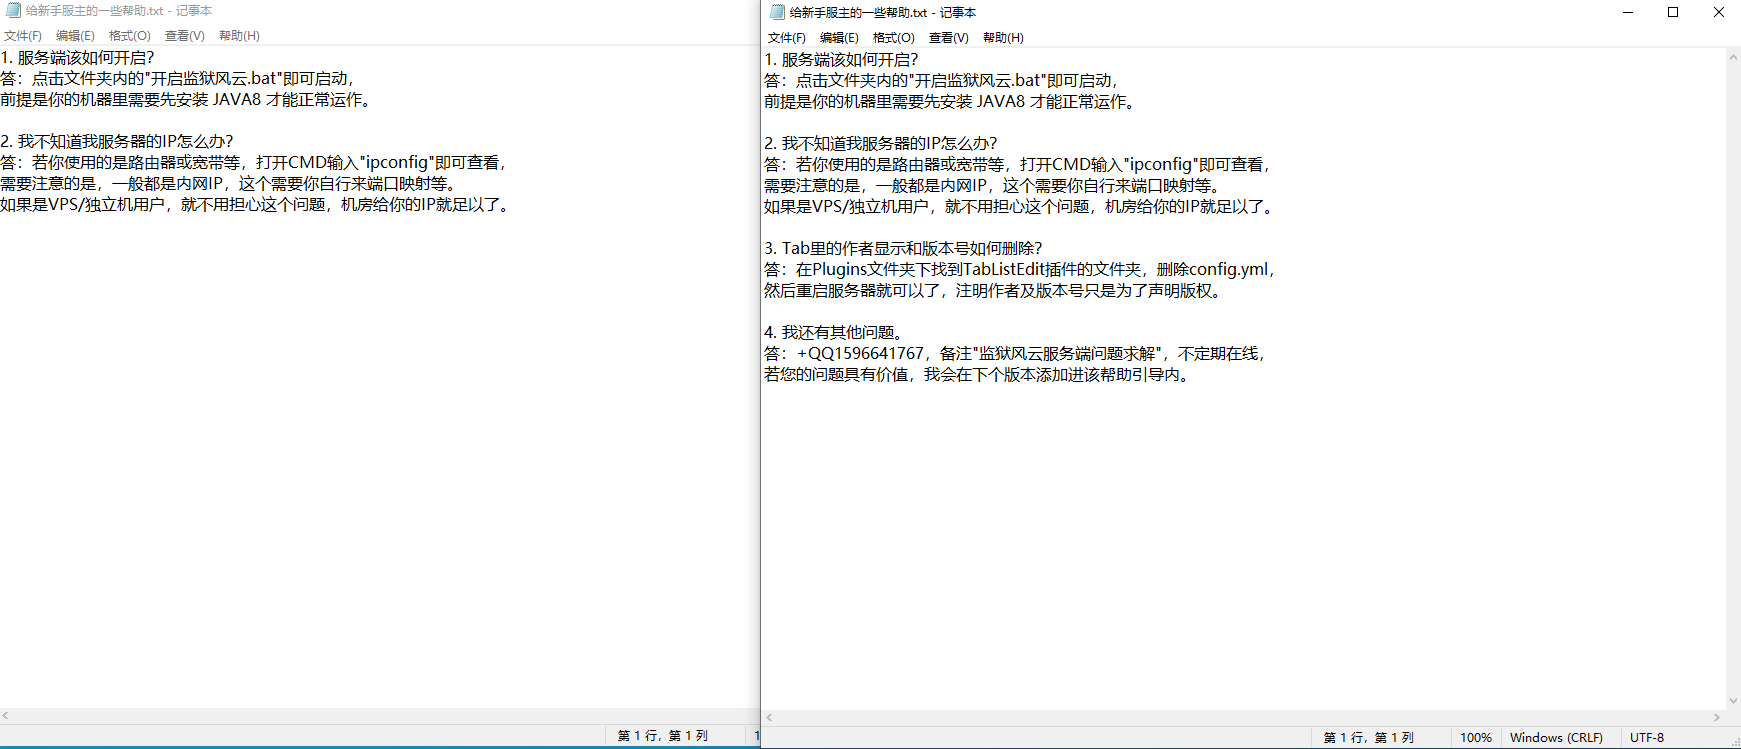 给新手服主的一些帮助.txt - 记事本
文件(F) 编辑(E) 格式(O) 查看(V) 帮助(H)
1. 服务端该如何开启？
答：点击文件夹内的"开启监狱风云.bat"即可启动，
前提是你的机器里需要先安装 JAVA8 才能正常运作。
2. 我不知道我服务器的IP怎么办？
答：若你使用的是路由器或宽带等，打开CMD输入"ipconfig"即可查看，
需要注意的是，一般都是内网IP，这个需要你自行来端口映射等。
如果是VPS/独立机用户，就不用担心这个问题，机房给你的IP就足以了。
第 1 行，第 1 列
1
给新手服主的一些帮助.txt - 记事本
文件(F) 编辑(E) 格式(O) 查看(V) 帮助(H)
1. 服务端该如何开启？
答：点击文件夹内的"开启监狱风云.bat"即可启动，
前提是你的机器里需要先安装 JAVA8 才能正常运作。
2. 我不知道我服务器的IP怎么办？
答：若你使用的是路由器或宽带等，打开CMD输入"ipconfig"即可查看，
需要注意的是，一般都是内网IP，这个需要你自行来端口映射等。
如果是VPS/独立机用户，就不用担心这个问题，机房给你的IP就足以了。
3. Tab里的作者显示和版本号如何删除？
答：在Plugins文件夹下找到TabListEdit插件的文件夹，删除config.yml，
然后重启服务器就可以了，注明作者及版本号只是为了声明版权。
4. 我还有其他问题。
答：+QQ1596641767，备注"监狱风云服务端问题求解"，不定期在线，
若您的问题具有价值，我会在下个版本添加进该帮助引导内。
第 1 行，第 1 列 100% Windows (CRLF) UTF-8